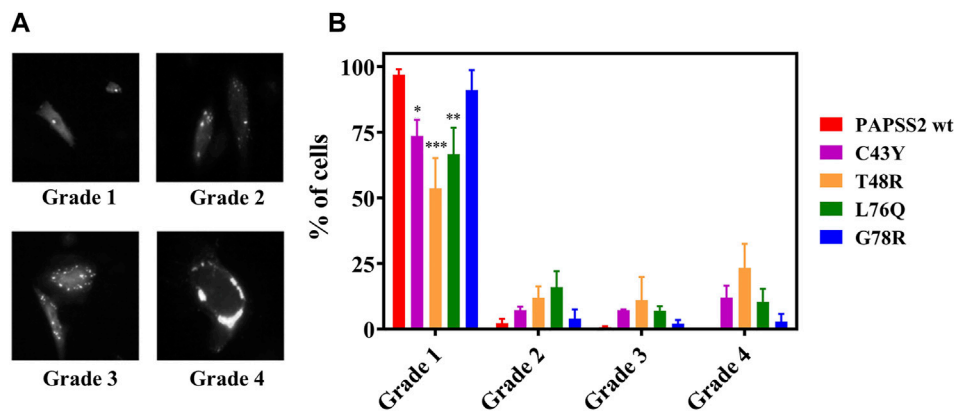 A
Grade 1
Grade 2
Grade 3
Grade 4
B
% of cells
100
75
50
25
0
*
***
**
Grade 1
Grade 2
Grade 3
Grade 4
PAPSS2 wt
C43Y
T48R
L76Q
G78R